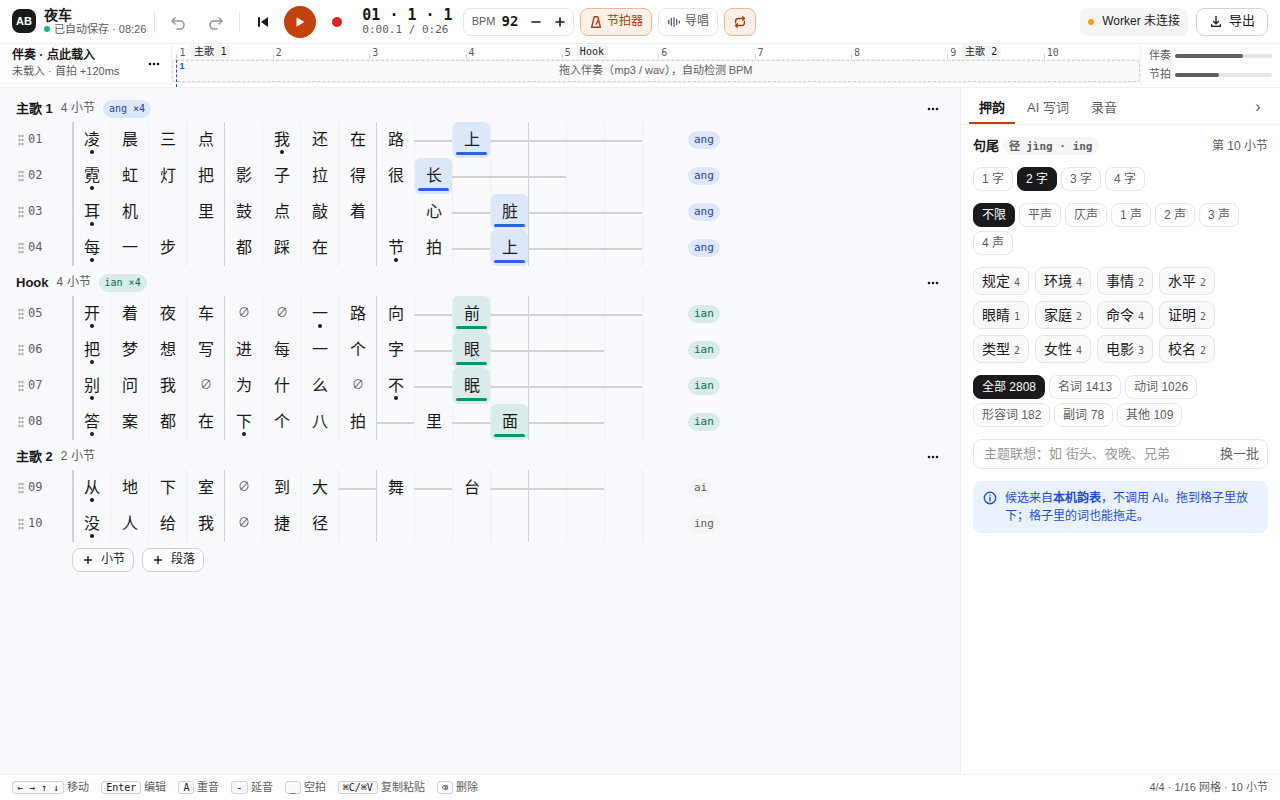 AB 夜车
已自动保存 · 08:26
01 · 1 · 1
0:00.1 / 0:26
BPM 92 − +
节拍器
导唱
Worker 未连接
导出
伴奏 · 点此载入
未载入 · 首拍 +120ms
1 主歌 1 2 3 4 5 Hook 6 7 8 9 主歌 2 10
1
拖入伴奏（mp3 / wav），自动检测 BPM
伴奏
节拍
主歌 1 4 小节 ang ×4
01 凌 晨 三 点 我 还 在 路 上 ang
02 霓 虹 灯 把 影 子 拉 得 很 长 ang
03 耳 机 里 鼓 点 敲 着 心 脏 ang
04 每 一 步 都 踩 在 节 拍 上 ang
Hook 4 小节 ian ×4
05 开 着 夜 车 ∅ ∅ 一 路 向 前 ian
06 把 梦 想 写 进 每 一 个 字 眼 ian
07 别 问 我 ∅ 为 什 么 ∅ 不 眠 ian
08 答 案 都 在 下 个 八 拍 里 面 ian
主歌 2 2 小节
09 从 地 下 室 ∅ 到 大 舞 台 ai
10 没 人 给 我 ∅ 捷 径 ing
+ 小节 + 段落
押韵 AI 写词 录音 ›
句尾 径 jìng · ing 第 10 小节
1 字 2 字 3 字 4 字
不限 平声 仄声 1 声 2 声 3 声
4 声
规定 4 环境 4 事情 2 水平 2
眼睛 1 家庭 2 命令 4 证明 2
类型 2 女性 4 电影 3 校名 2
全部 2808 名词 1413 动词 1026
形容词 182 副词 78 其他 109
主题联想：如 街头、夜晚、兄弟 换一批
候选来自本机韵表，不调用 AI。拖到格子里放
下；格子里的词也能拖走。
← → ↑ ↓ 移动 Enter 编辑 A 重音 - 延音 _ 空拍 ⌘C/⌘V 复制粘贴 ⌫ 删除
4/4 · 1/16 网格 · 10 小节